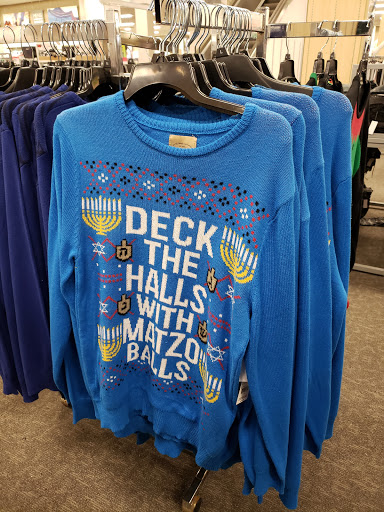 DECK
THE
HALLS
WITH
MATZO
BALLS